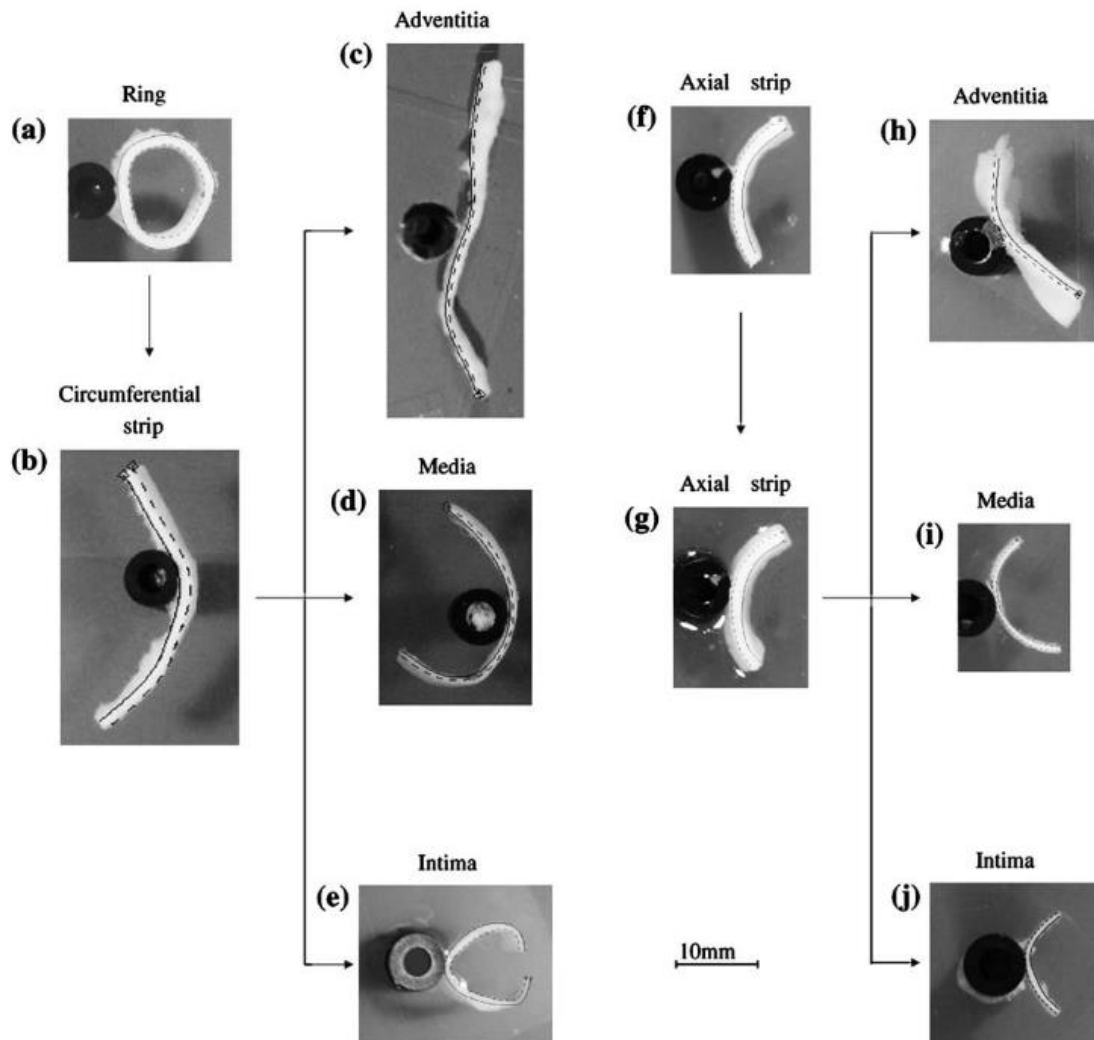 Ring
(a)
Circumferential
strip
(b)
Adventitia
(c)
Media
(d)
Intima
(e)
Axial strip
(f)
Axial strip
(g)
Adventitia
(h)
Media
(i)
Intima
(j)
10mm